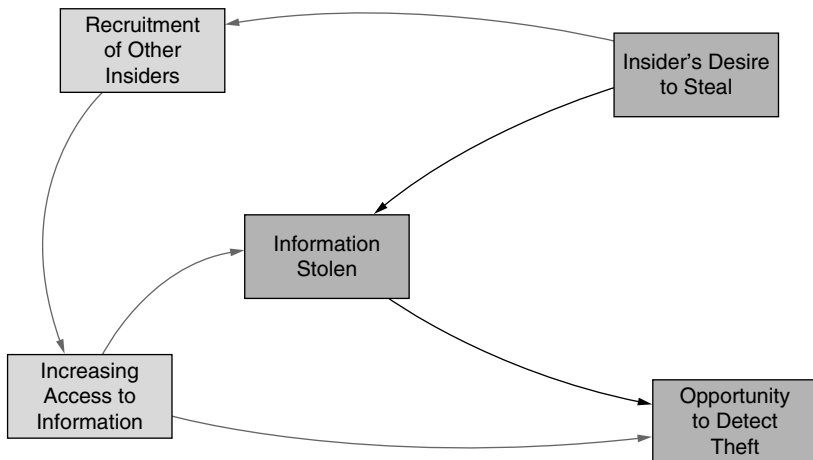 Recruitment
of Other
Insiders
Insider’s Desire
to Steal
Information
Stolen
Increasing
Access to
Information
Opportunity
to Detect
Theft